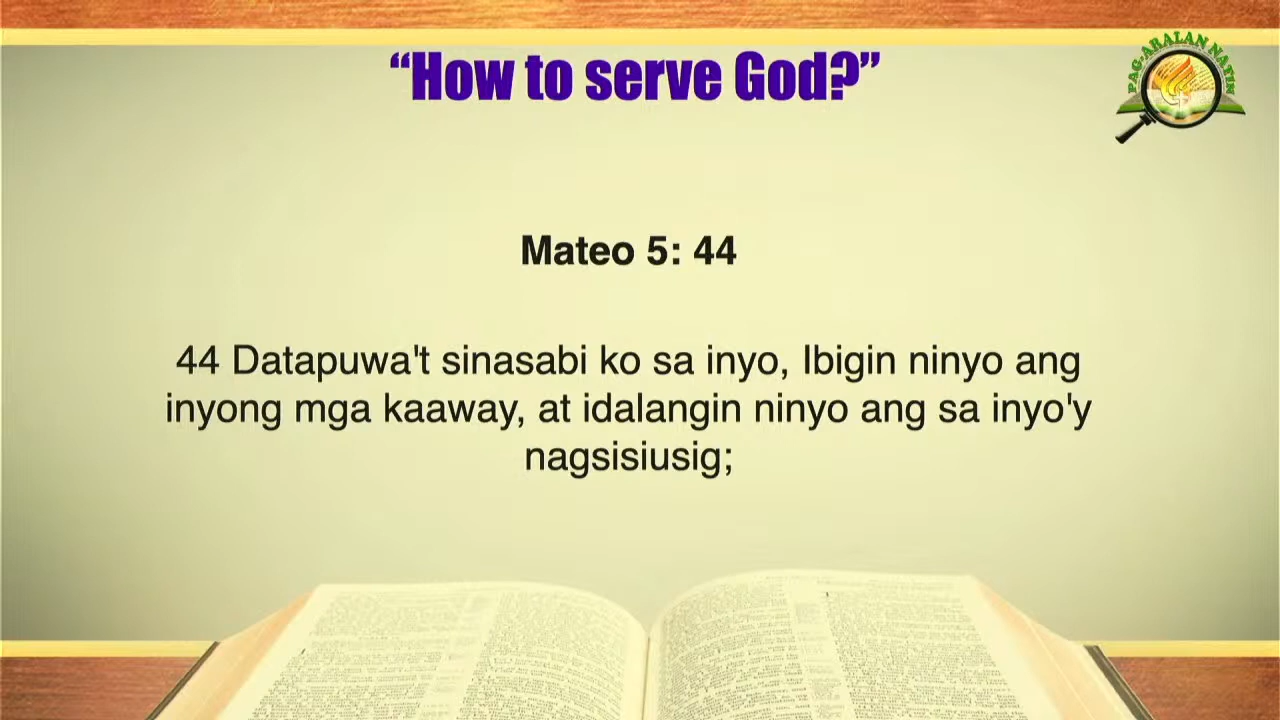 “How to serve God?”
PAG-ARALAN NATIN
Mateo 5: 44
44 Datapuwa't sinasabi ko sa inyo, Ibigin ninyo ang
inyong mga kaaway, at idalangin ninyo ang sa inyo'y
nagsisiusig;